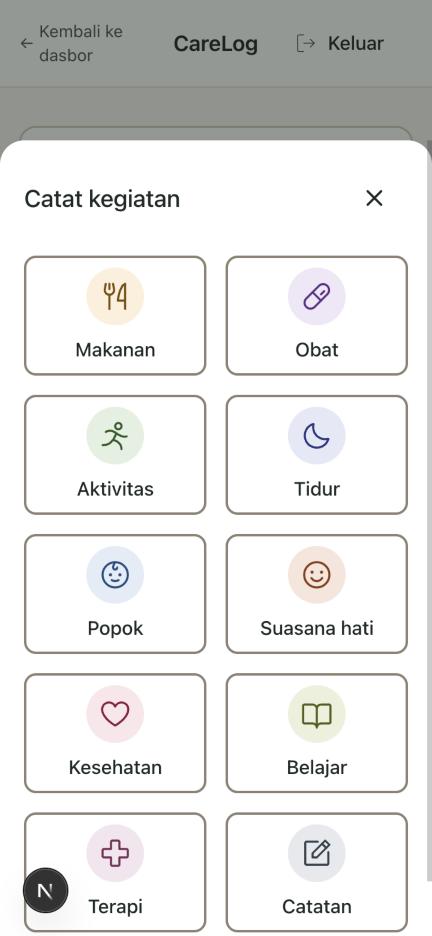 ← Kembali ke
dasbor
CareLog
Keluar
Catat kegiatan
Makanan
Obat
Aktivitas
Tidur
Popok
Suasana hati
Kesehatan
Belajar
Terapi
Catatan
N